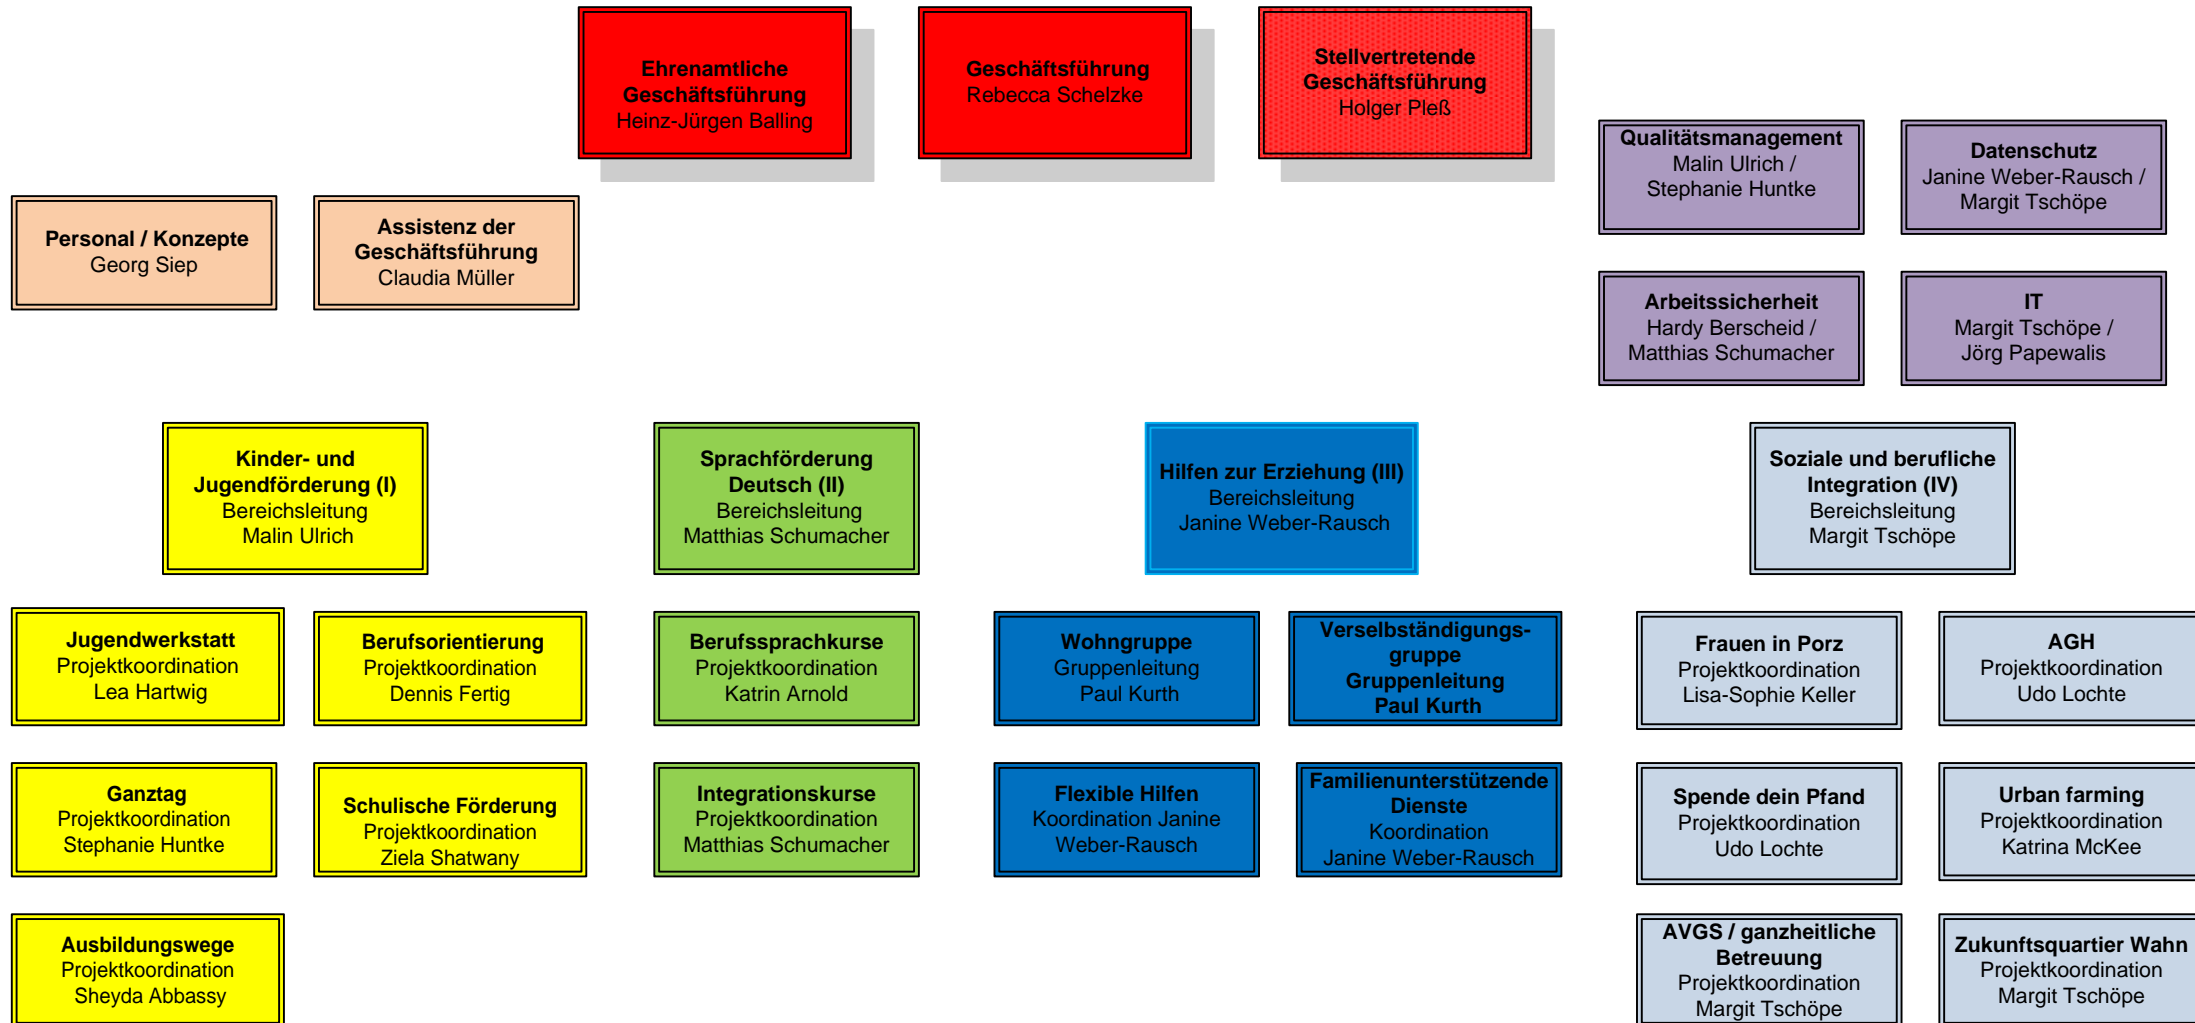 Ehrenamtliche
Geschäftsführung
Heinz-Jürgen Balling
Geschäftsführung
Rebecca Schelzke
Stellvertretende
Geschäftsführung
Holger Pleß
Qualitätsmanagement
Malin Ulrich /
Stephanie Huntke
Datenschutz
Janine Weber-Rausch /
Margit Tschöpe
Personal / Konzepte
Georg Siep
Assistenz der
Geschäftsführung
Claudia Müller
Arbeitssicherheit
Hardy Berscheid /
Matthias Schumacher
IT
Margit Tschöpe /
Jörg Papewalis
Kinder- und
Jugendförderung (I)
Bereichsleitung
Malin Ulrich
Sprachförderung
Deutsch (II)
Bereichsleitung
Matthias Schumacher
Hilfen zur Erziehung (III)
Bereichsleitung
Janine Weber-Rausch
Soziale und berufliche
Integration (IV)
Bereichsleitung
Margit Tschöpe
Jugendwerkstatt
Projektkoordination
Lea Hartwig
Berufsorientierung
Projektkoordination
Dennis Fertig
Berufssprachkurse
Projektkoordination
Katrin Arnold
Wohngruppe
Gruppenleitung
Paul Kurth
Verselbständigungs-
gruppe
Gruppenleitung
Paul Kurth
Frauen in Porz
Projektkoordination
Lisa-Sophie Keller
AGH
Projektkoordination
Udo Lochte
Ganztag
Projektkoordination
Stephanie Huntke
Schulische Förderung
Projektkoordination
Ziela Shatwany
Integrationskurse
Projektkoordination
Matthias Schumacher
Flexible Hilfen
Koordination Janine
Weber-Rausch
Familienunterstützende
Dienste
Koordination
Janine Weber-Rausch
Spende dein Pfand
Projektkoordination
Udo Lochte
Urban farming
Projektkoordination
Katrina McKee
Ausbildungswege
Projektkoordination
Sheyda Abbassy
AVGS / ganzheitliche
Betreuung
Projektkoordination
Margit Tschöpe
Zukunftsquartier Wahn
Projektkoordination
Margit Tschöpe